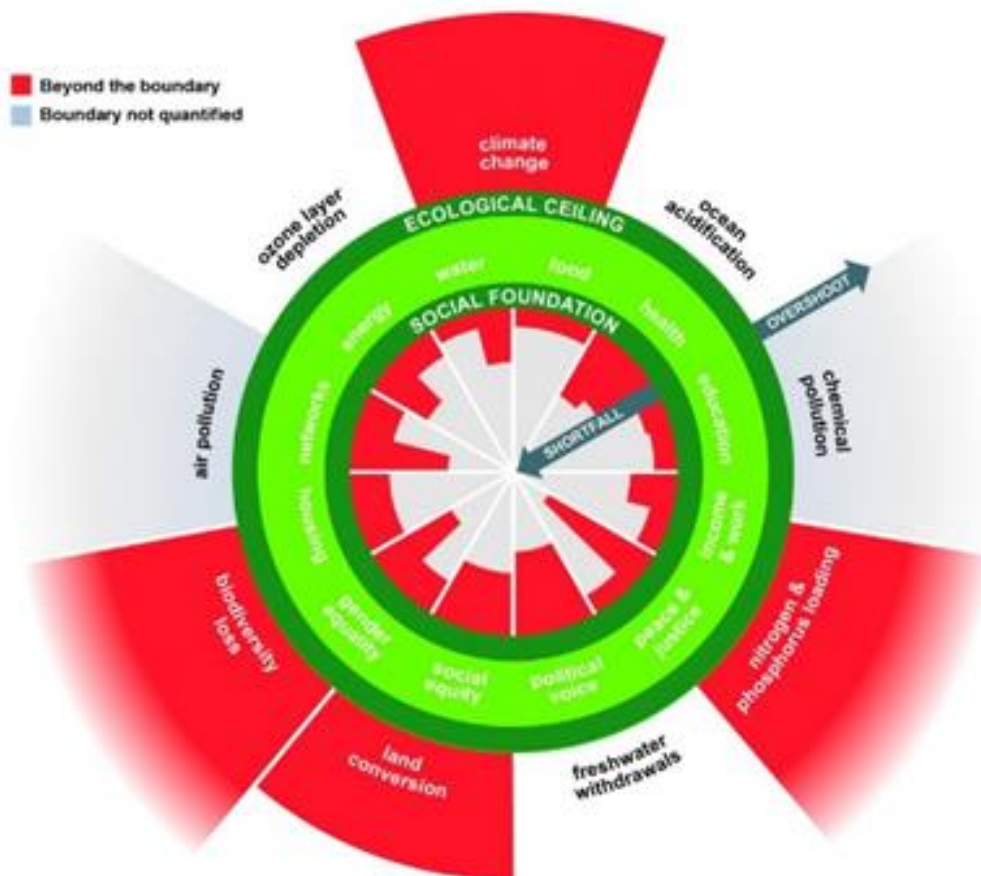 Beyond the boundary
Boundary not quantified
climate
change
ozone layer
depletion
ocean
acidification
ECOLOGICAL CEILING
water
food
energy
health
SOCIAL FOUNDATION
OVERSHOOT
air pollution
networks
education
chemical
pollution
SHORTFALL
housing
income
& work
biodiversity
loss
gender
equality
peace &
justice
nitrogen &
phosphorus loading
social
equity
political
voice
land
conversion
freshwater
withdrawals